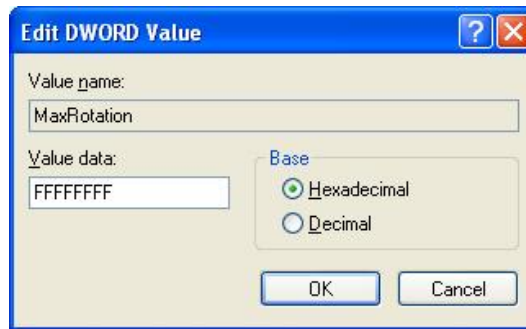 Edit DWORD Value
Value name:
MaxRotation
Value data:
FFFFFFFF
Base
Hexadecimal
Decimal
OK
Cancel